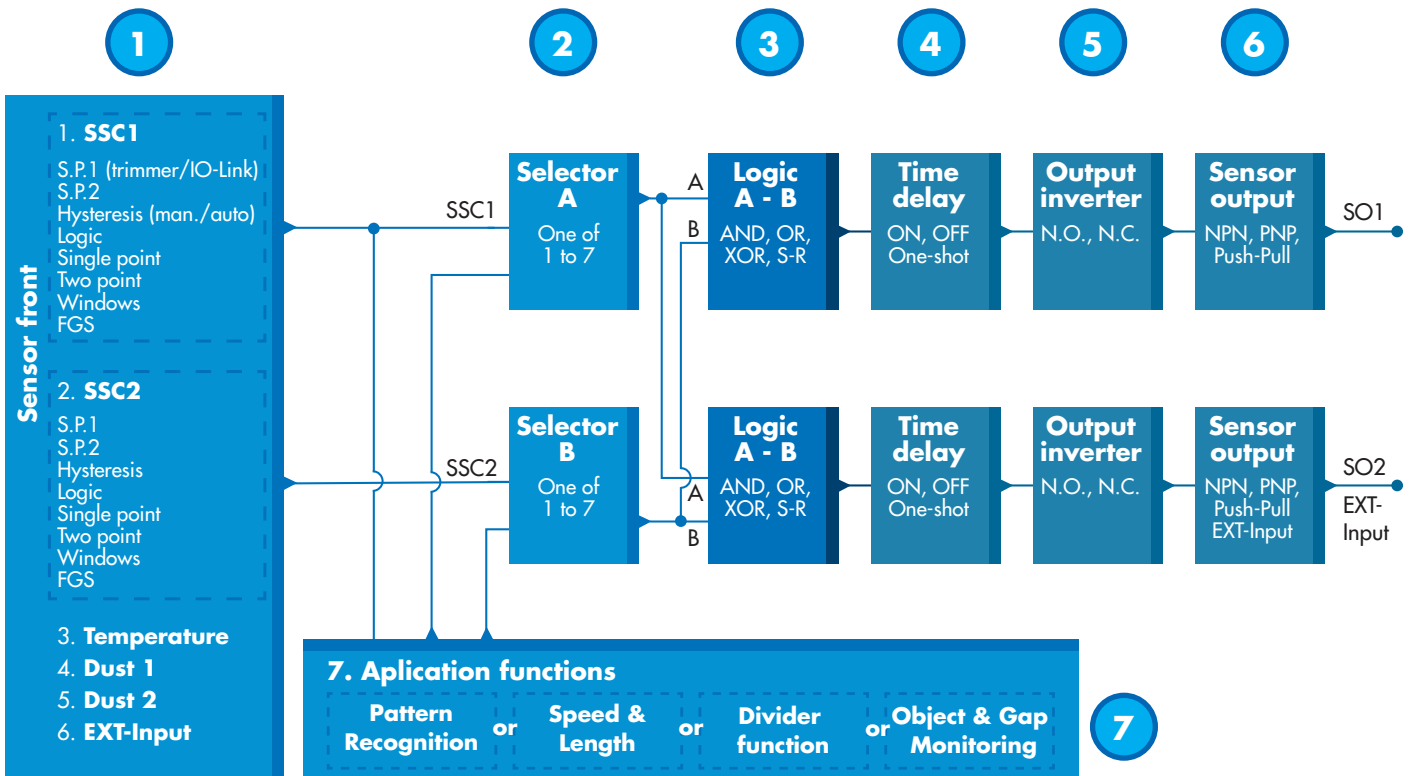 1
2
3
4
5
6
Sensor front
1. SSC1
S.P.1 (trimmer/IO-Link)
S.P.2
Hysteresis (man./auto)
Logic
Single point
Two point
Windows
FGS
2. SSC2
S.P.1
S.P.2
Hysteresis
Logic
Single point
Two point
Windows
FGS
3. Temperature
4. Dust 1
5. Dust 2
6. EXT-Input
SSC1
Selector
A
One of
1 to 7
A
B
Logic
A - B
AND, OR,
XOR, S-R
Time
delay
ON, OFF
One-shot
Output
inverter
N.O., N.C.
Sensor
output
NPN, PNP,
Push-Pull
SO1
SSC2
Selector
B
One of
1 to 7
A
B
Logic
A - B
AND, OR,
XOR, S-R
Time
delay
ON, OFF
One-shot
Output
inverter
N.O., N.C.
Sensor
output
NPN, PNP,
Push-Pull
EXT-Input
SO2
EXT-
Input
7. Aplication functions
Pattern
Recognition
or
Speed &
Length
or
Divider
function
or
Object & Gap
Monitoring
7